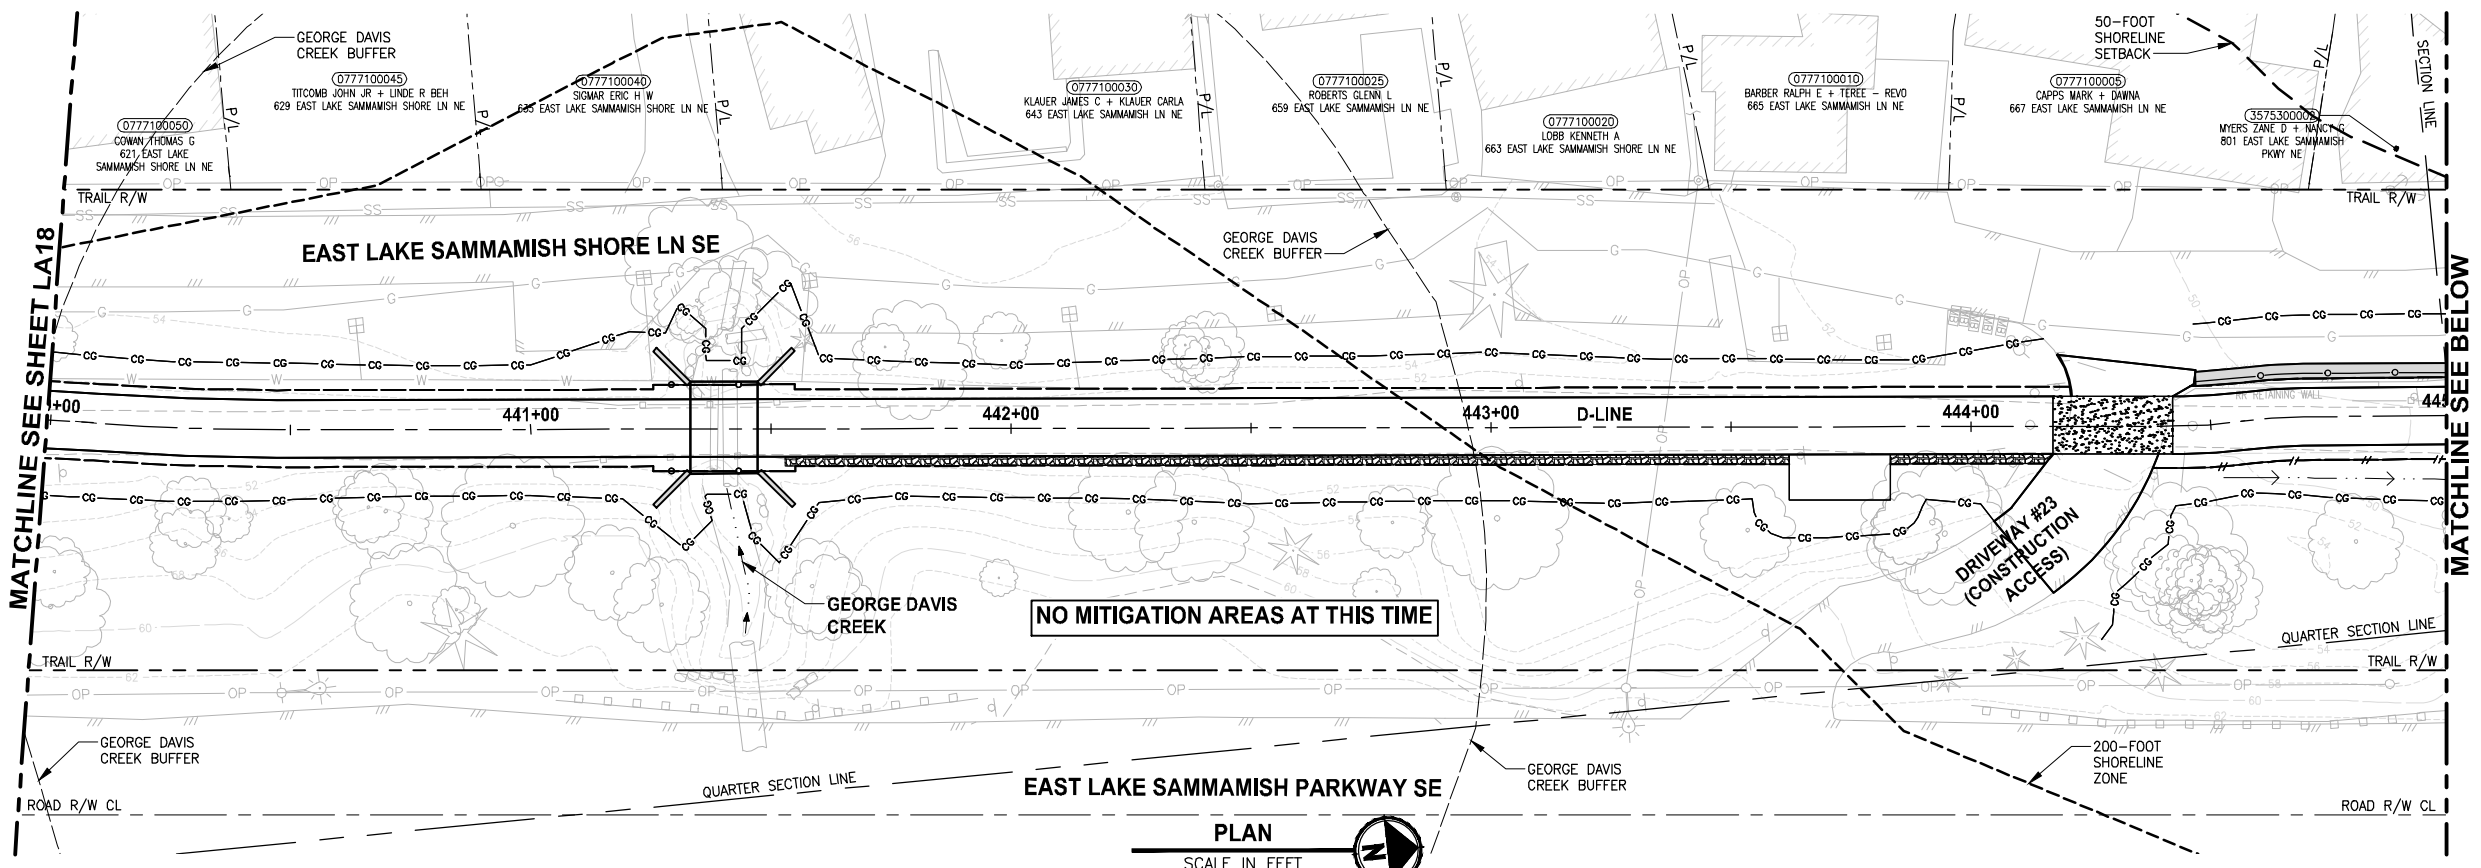 GEORGE DAVIS
CREEK BUFFER
0777100050
COWAN THOMAS G
621 EAST LAKE
SAMMAMISH SHORE LN NE
0777100045
TITCOMB JOHN JR + LINDE R BEH
629 EAST LAKE SAMMAMISH SHORE LN NE
0777100040
SIGMAR ERIC H W
635 EAST LAKE SAMMAMISH SHORE LN NE
0777100030
KLAUER JAMES C + KLAUER CARLA
643 EAST LAKE SAMMAMISH LN NE
0777100025
ROBERTS GLENN L
659 EAST LAKE SAMMAMISH LN NE
0777100020
LOBB KENNETH A
663 EAST LAKE SAMMAMISH SHORE LN NE
0777100010
BARBER RALPH E + TEREE - REVO
665 EAST LAKE SAMMAMISH LN NE
0777100005
CAPPS MARK + DAWNA
667 EAST LAKE SAMMAMISH LN NE
50-FOOT
SHORELINE
SETBACK
3575300002
MYERS ZANE D + NANCY G
801 EAST LAKE SAMMAMISH
PKWY NE
P/L
P/L
P/L
P/L
P/L
P/L
P/L
P/L
SECTION LINE
TRAIL R/W
TRAIL R/W
MATCHLINE SEE SHEET LA18
EAST LAKE SAMMAMISH SHORE LN SE
GEORGE DAVIS
CREEK BUFFER
MATCHLINE SEE BELOW
+00
441+00
442+00
443+00
D-LINE
444+00
RR RETAINING WALL
DRIVEWAY #23
(CONSTRUCTION
ACCESS)
GEORGE DAVIS
CREEK
NO MITIGATION AREAS AT THIS TIME
QUARTER SECTION LINE
TRAIL R/W
TRAIL R/W
GEORGE DAVIS
CREEK BUFFER
200-FOOT
SHORELINE
ZONE
GEORGE DAVIS
CREEK BUFFER
QUARTER SECTION LINE
EAST LAKE SAMMAMISH PARKWAY SE
ROAD R/W CL
ROAD R/W CL
PLAN
N
SCALE IN FEET